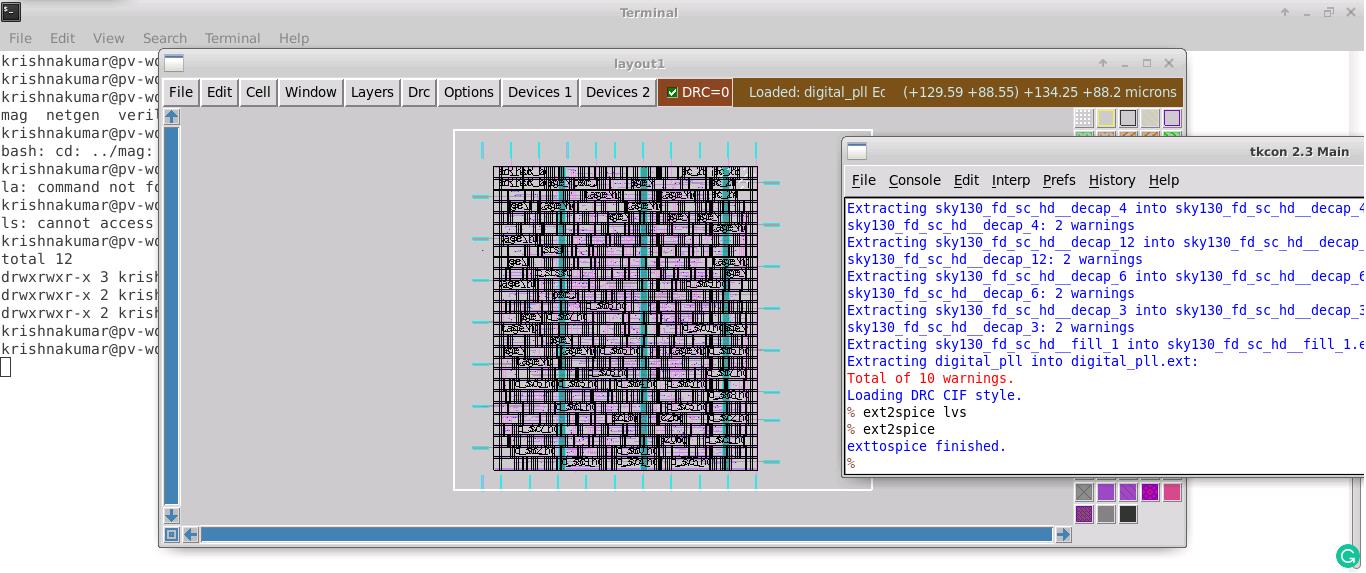 Terminal
File Edit View Search Terminal Help
krishnakumar@pv-wo
krishnakumar@pv-wo
krishnakumar@pv-wo
mag netgen veril
krishnakumar@pv-wo
bash: cd: ../mag:
krishnakumar@pv-wo
la: command not fo
krishnakumar@pv-wo
ls: cannot access
krishnakumar@pv-wo
total 12
drwxrwxr-x 3 krish
drwxrwxr-x 2 krish
drwxrwxr-x 2 krish
krishnakumar@pv-wo
krishnakumar@pv-wo
layout1
File Edit Cell Window Layers Drc Options Devices 1 Devices 2 DRC=0 Loaded: digital_pll Ec (+129.59 +88.55) +134.25 +88.2 microns
tkcon 2.3 Main
File Console Edit Interp Prefs History Help
Extracting sky130_fd_sc_hd__decap_4 into sky130_fd_sc_hd__decap_4
sky130_fd_sc_hd__decap_4: 2 warnings
Extracting sky130_fd_sc_hd__decap_12 into sky130_fd_sc_hd__decap_
sky130_fd_sc_hd__decap_12: 2 warnings
Extracting sky130_fd_sc_hd__decap_6 into sky130_fd_sc_hd__decap_6
sky130_fd_sc_hd__decap_6: 2 warnings
Extracting sky130_fd_sc_hd__decap_3 into sky130_fd_sc_hd__decap_3
sky130_fd_sc_hd__decap_3: 2 warnings
Extracting sky130_fd_sc_hd__fill_1 into sky130_fd_sc_hd__fill_1.e
Extracting digital_pll into digital_pll.ext:
Total of 10 warnings.
Loading DRC CIF style.
% ext2spice lvs
% ext2spice
exttospice finished.
%